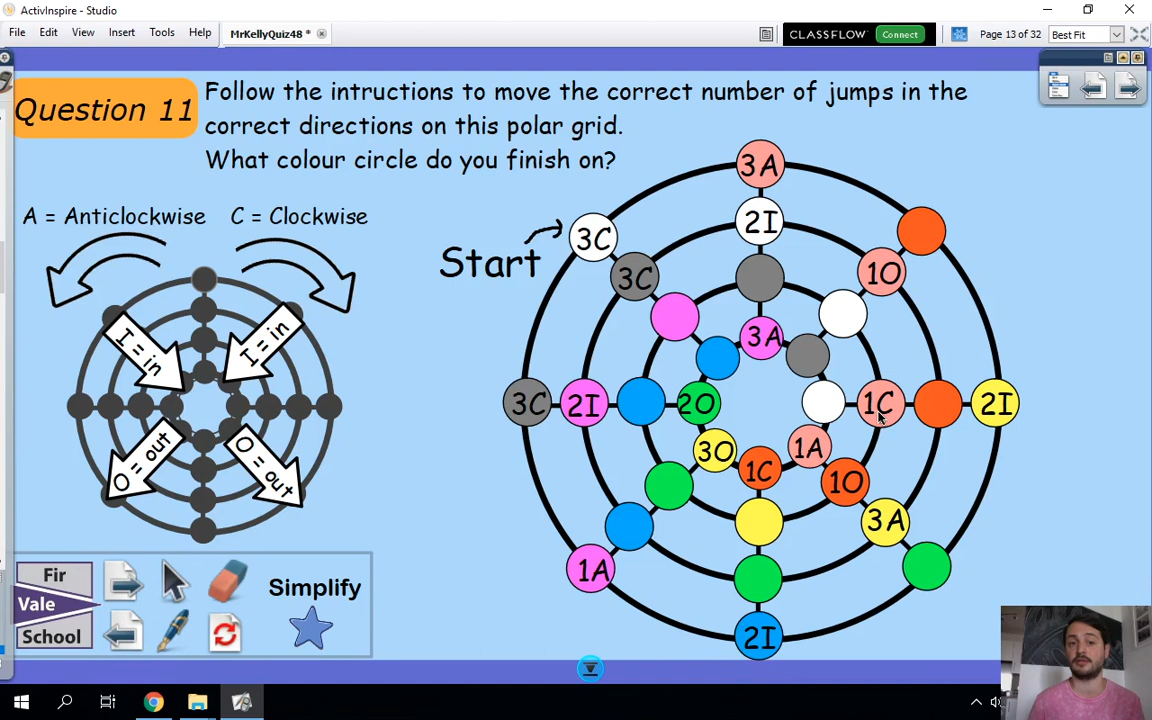 ActivInspire - Studio
File Edit View Insert Tools Help MrKellyQuiz48 * CLASSFLOW Connect Page 13 of 32 Best Fit
Question 11
Follow the intructions to move the correct number of jumps in the
correct directions on this polar grid.
What colour circle do you finish on?
A = Anticlockwise C = Clockwise
Start
3A
3C 2I
3C 1O
3A
3C 2I 2O 1C 2I
3O 1C 1A 1O
3A
1A
2I
I = in I = in
O = out O = out
Fir
Vale
School
Simplify